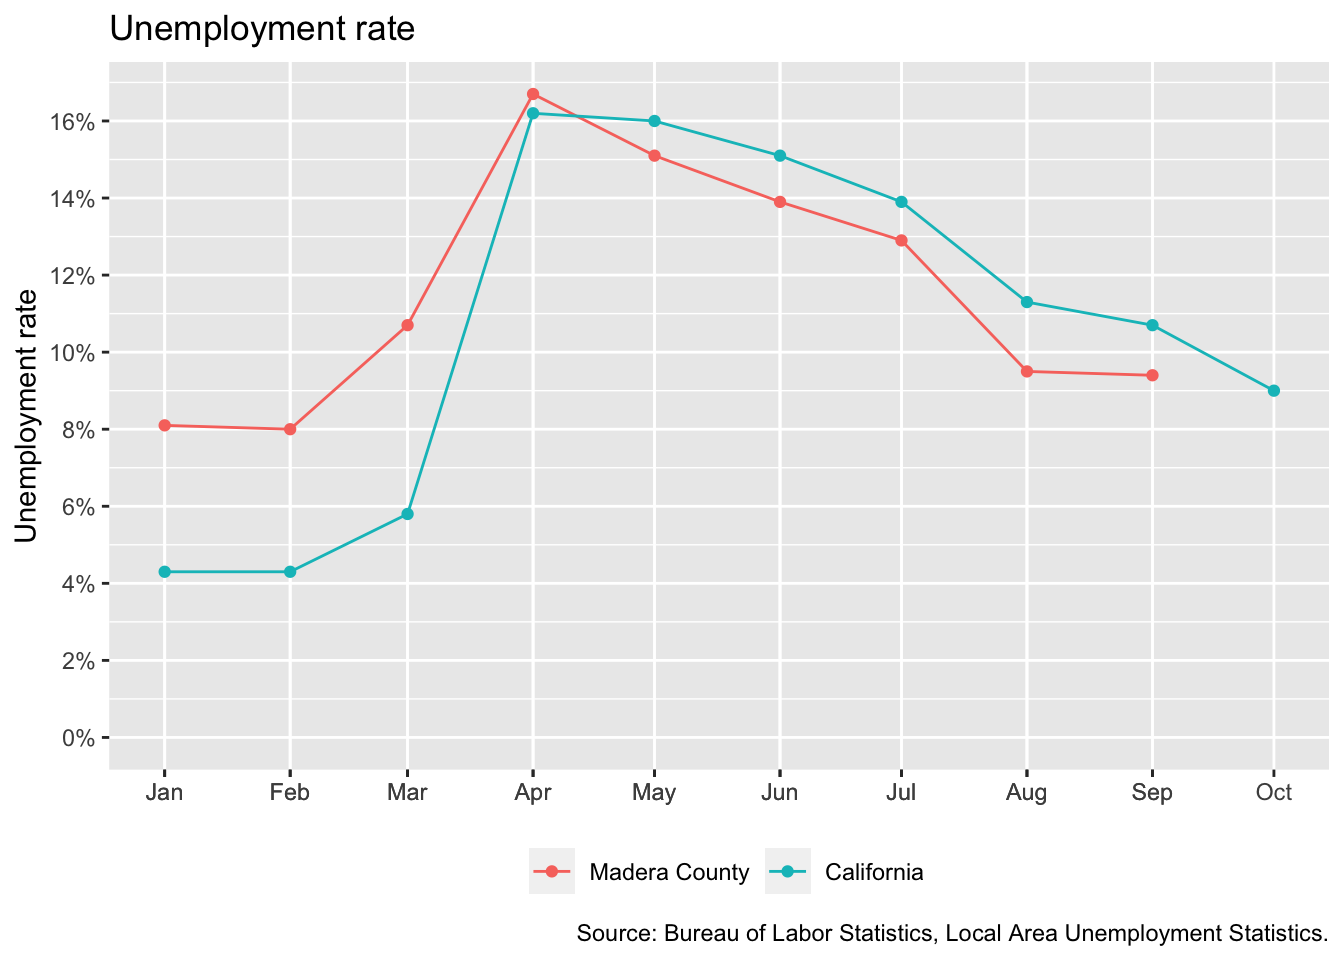 Unemployment rate
Unemployment rate
16%
14%
12%
10%
8%
6%
4%
2%
0%
Jan Feb Mar Apr May Jun Jul Aug Sep Oct
Madera County California
Source: Bureau of Labor Statistics, Local Area Unemployment Statistics.